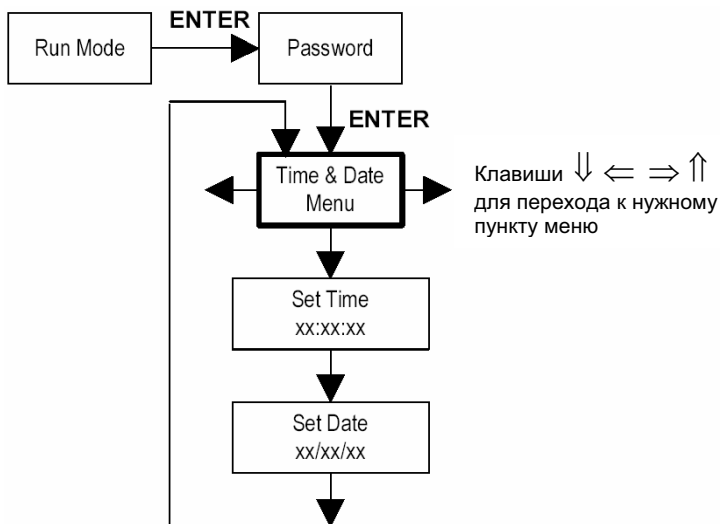 ENTER
Run Mode
Password
ENTER
Time & Date
Menu
Клавиши ⇓ ⇐ ⇒ ⇑
для перехода к нужному
пункту меню
Set Time
xx:xx:xx
Set Date
xx/xx/xx